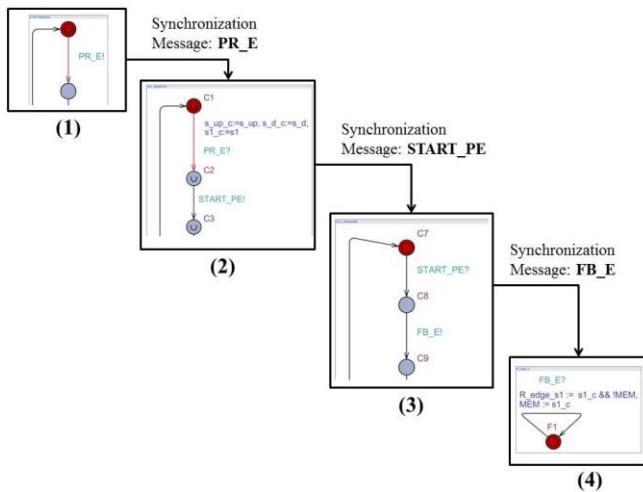 Synchronization
Message: PR_E
PR_E!
(1)
C1
s_up_c:=s_up, s_d_c:=s_d,
s1_c:=s1
PR_E?
C2
START_PE!
C3
(2)
Synchronization
Message: START_PE
C7
START_PE?
C8
FB_E!
C9
(3)
Synchronization
Message: FB_E
FB_E?
R_edge_s1 := s1_c && !MEM,
MEM := s1_c
F1
(4)